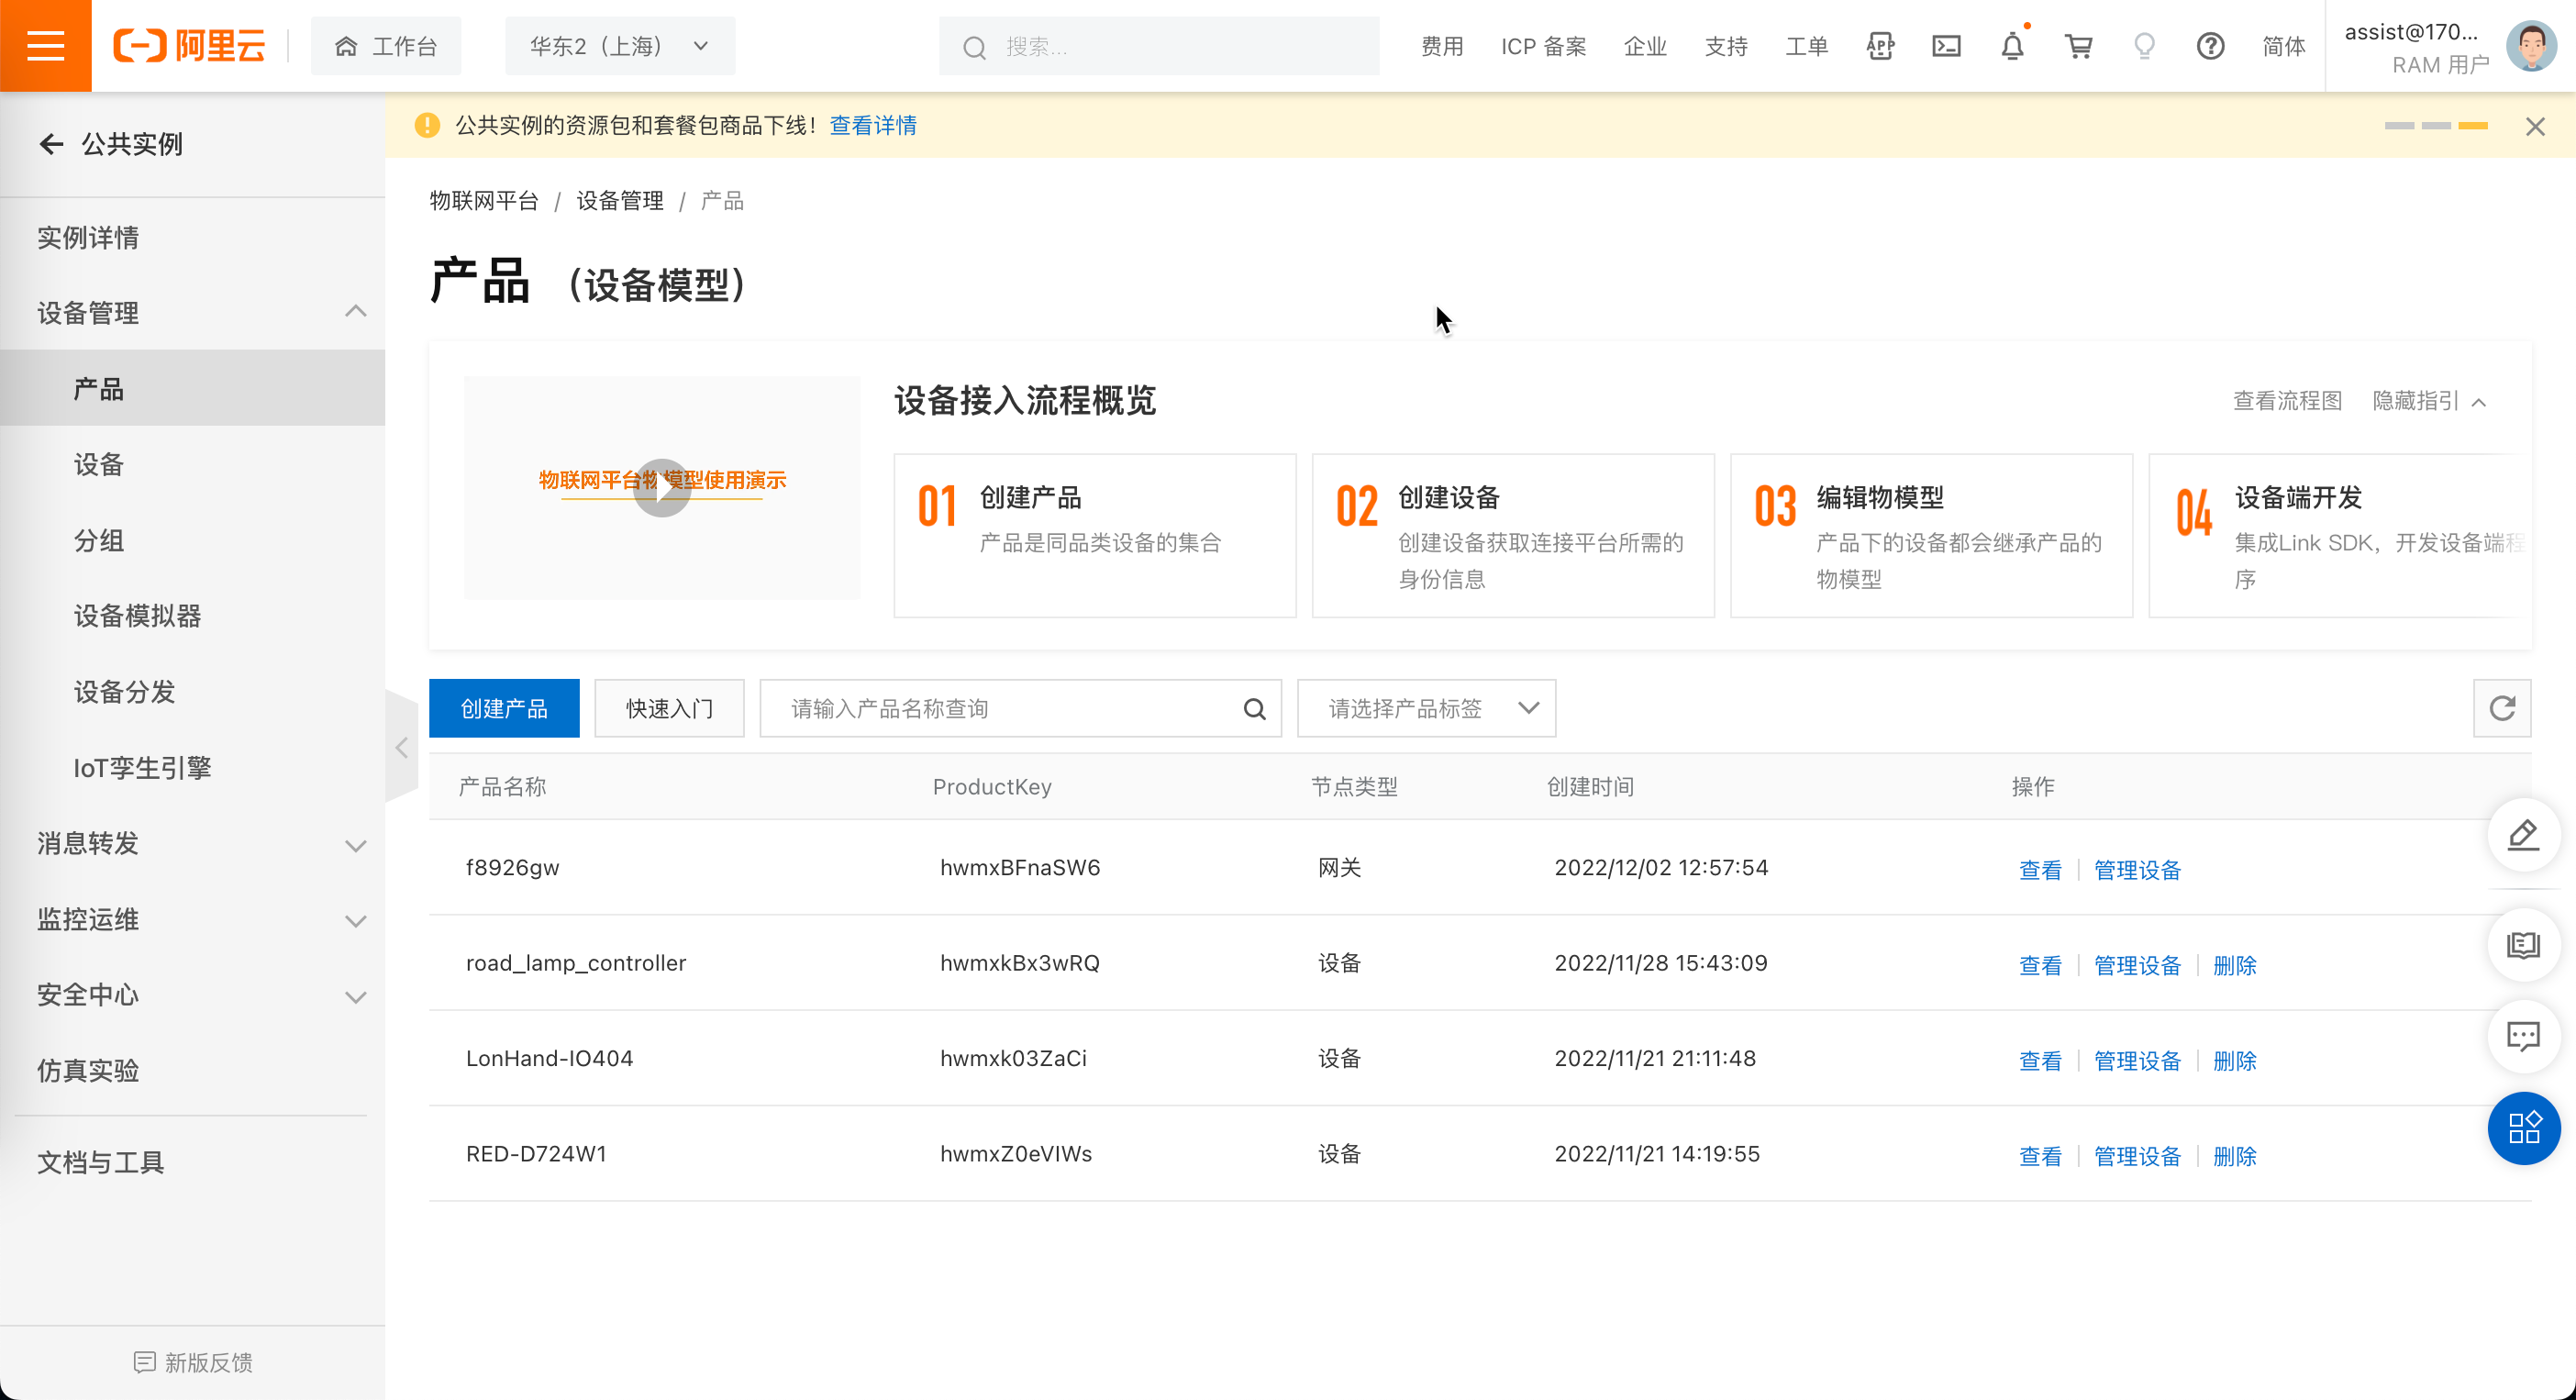 阿里云
工作台
华东2（上海）
搜索...
费用
ICP 备案
企业
支持
工单
APP
简体
assist@170...
RAM 用户
公共实例的资源包和套餐包商品下线！查看详情
公共实例
实例详情
设备管理
产品
设备
分组
设备模拟器
设备分发
IoT孪生引擎
消息转发
监控运维
安全中心
仿真实验
文档与工具
新版反馈
物联网平台 / 设备管理 / 产品
产品 （设备模型）
物联网平台物模型使用演示
设备接入流程概览
查看流程图
隐藏指引
01 创建产品
产品是同品类设备的集合
02 创建设备
创建设备获取连接平台所需的
身份信息
03 编辑物模型
产品下的设备都会继承产品的
物模型
04 设备端开发
集成Link SDK，开发设备端程
序
创建产品
快速入门
请输入产品名称查询
请选择产品标签
产品名称 ProductKey 节点类型 创建时间 操作
f8926gw hwmxBFnaSW6 网关 2022/12/02 12:57:54 查看 管理设备
road_lamp_controller hwmxkBx3wRQ 设备 2022/11/28 15:43:09 查看 管理设备 删除
LonHand-IO404 hwmxk03ZaCi 设备 2022/11/21 21:11:48 查看 管理设备 删除
RED-D724W1 hwmxZ0eVIWs 设备 2022/11/21 14:19:55 查看 管理设备 删除